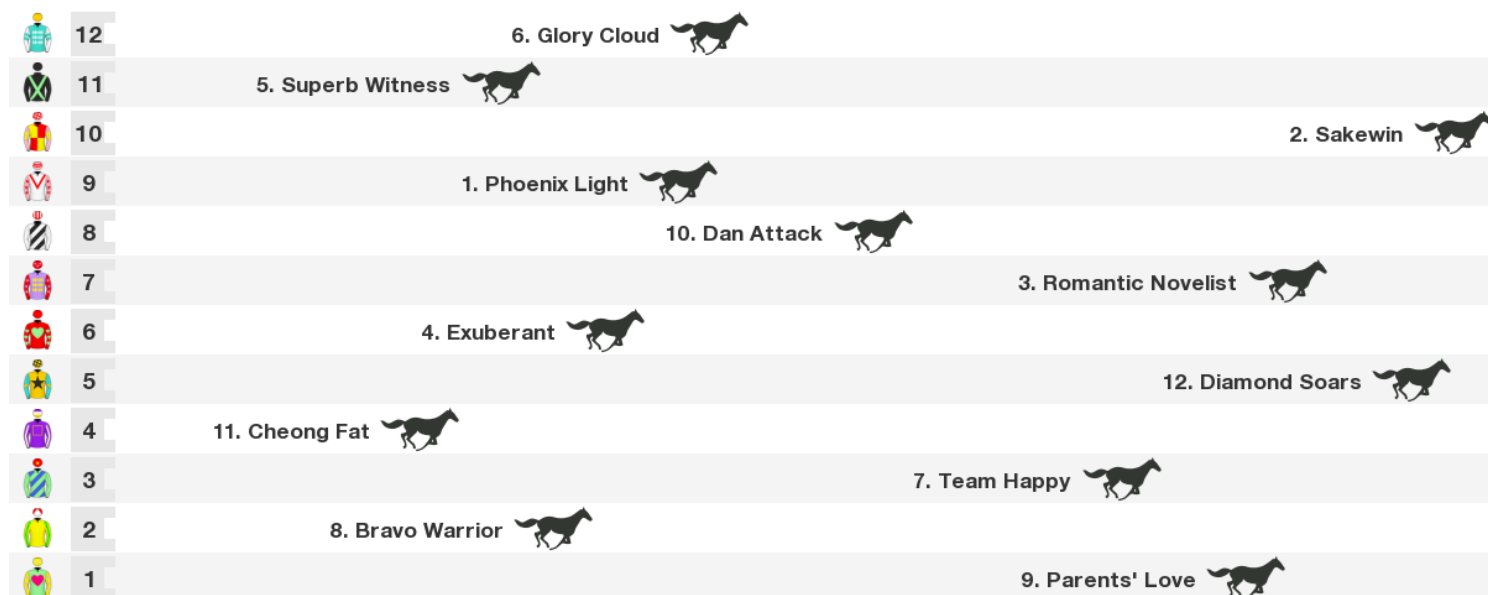 12 6. Glory Cloud
11 5. Superb Witness
10 2. Sakewin
9 1. Phoenix Light
8 10. Dan Attack
7 3. Romantic Novelist
6 4. Exuberant
5 12. Diamond Soars
4 11. Cheong Fat
3 7. Team Happy
2 8. Bravo Warrior
1 9. Parents' Love